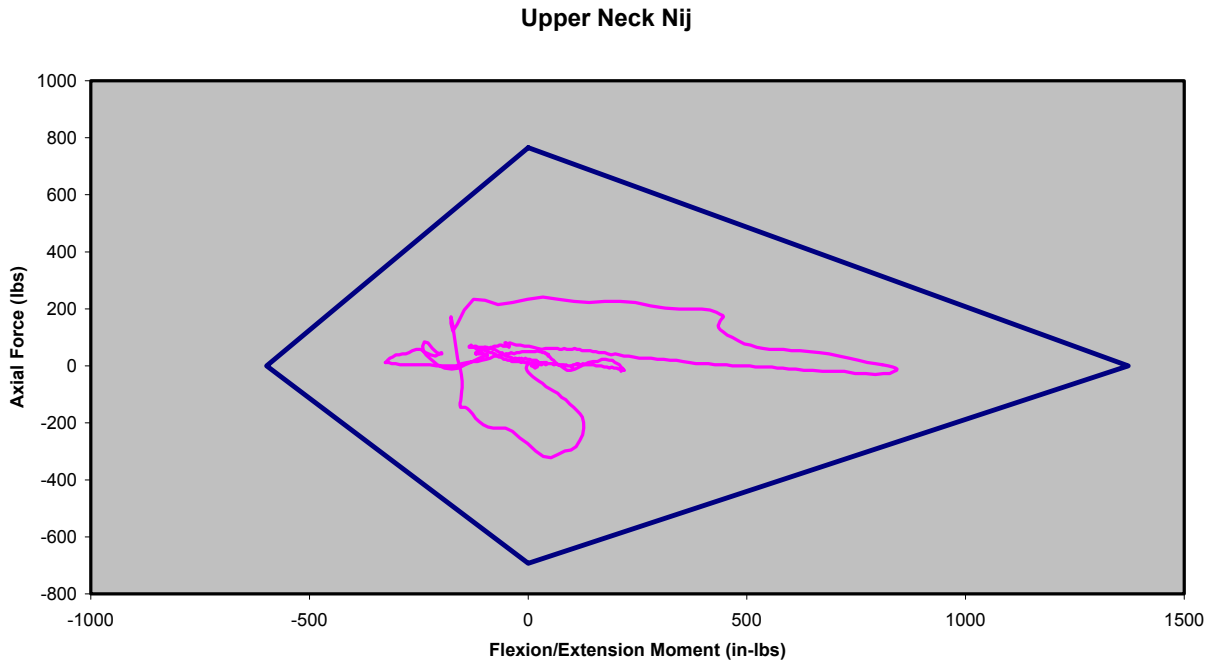 Upper Neck Nij
1000
800
600
400
200
0
-200
-400
-600
-800
Axial Force (lbs)
-1000 -500 0 500 1000 1500
Flexion/Extension Moment (in-lbs)